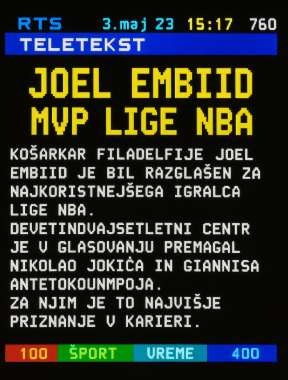 RTS 3.maj 23 15:17 760
TELETEKST
JOEL EMBIID
MVP LIGE NBA
KOŠARKAR FILADELFIJE JOEL
EMBIID JE BIL RAZGLAŠEN ZA
NAJKORISTNEJŠEGA IGRALCA
LIGE NBA.
DEVETINDVAJSETLETNI CENTR
JE V GLASOVANJU PREMAGAL
NIKOLAO JOKIĆA IN GIANNISA
ANTETOKOUNMPOJA.
ZA NJIM JE TO NAJVIŠJE
PRIZNANJE V KARIERI.
100 ŠPORT VREME 400